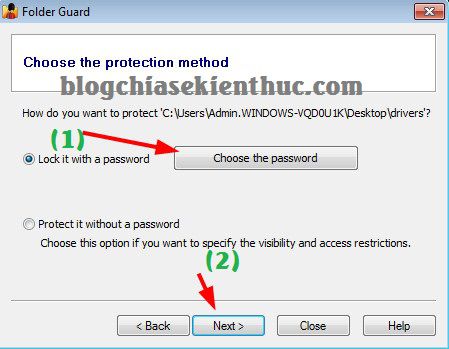 Folder Guard
Choose the protection method
blogchiasekienthuc.com
How do you want to protect 'C:\Users\Admin.WINDOWS-VQD0U1K\Desktop\drivers'?
(1)
Lock it with a password
Choose the password
Protect it without a password
Choose this option if you want to specify the visibility and access restrictions.
(2)
< Back
Next >
Close
Help